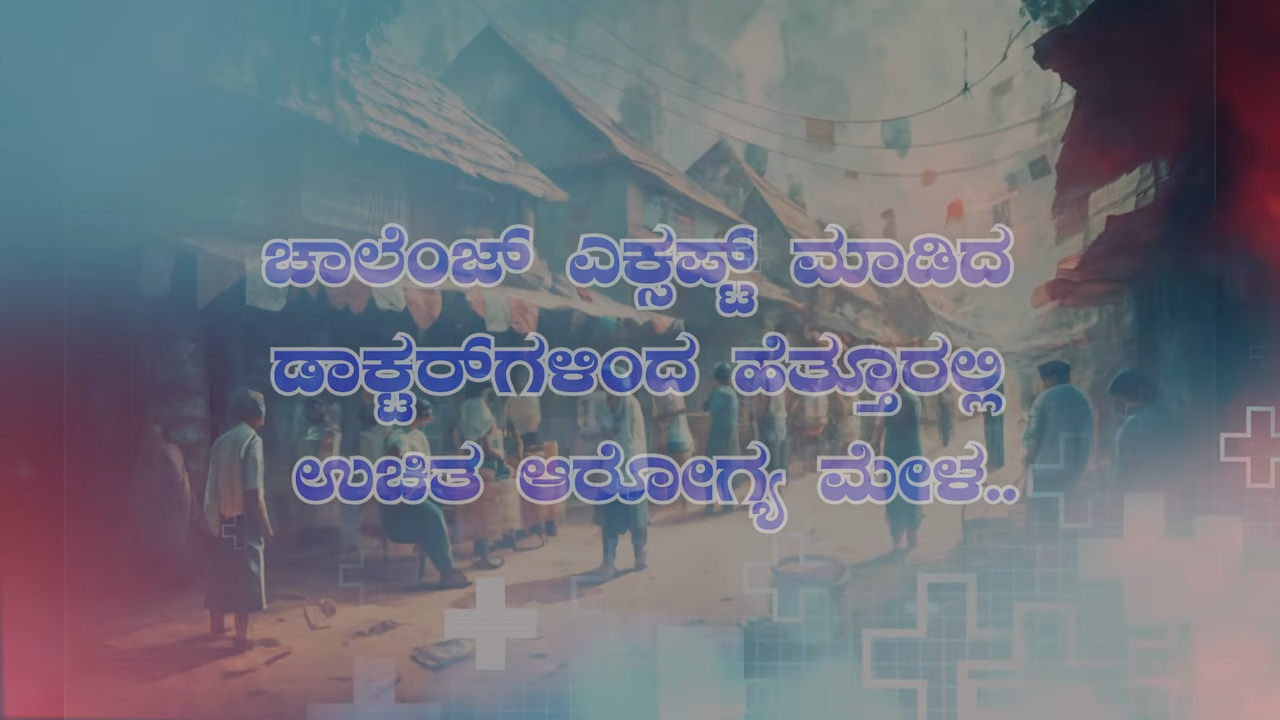 ಚಾಲೆಂಜ್ ಎಕ್ಸಪ್ಟ್ ಮಾಡಿದ
ಡಾಕ್ಟರ್‌ಗಳಿಂದ ಹೆತ್ತೂರಲ್ಲಿ
ಉಚಿತ ಆರೋಗ್ಯ ಮೇಳ..